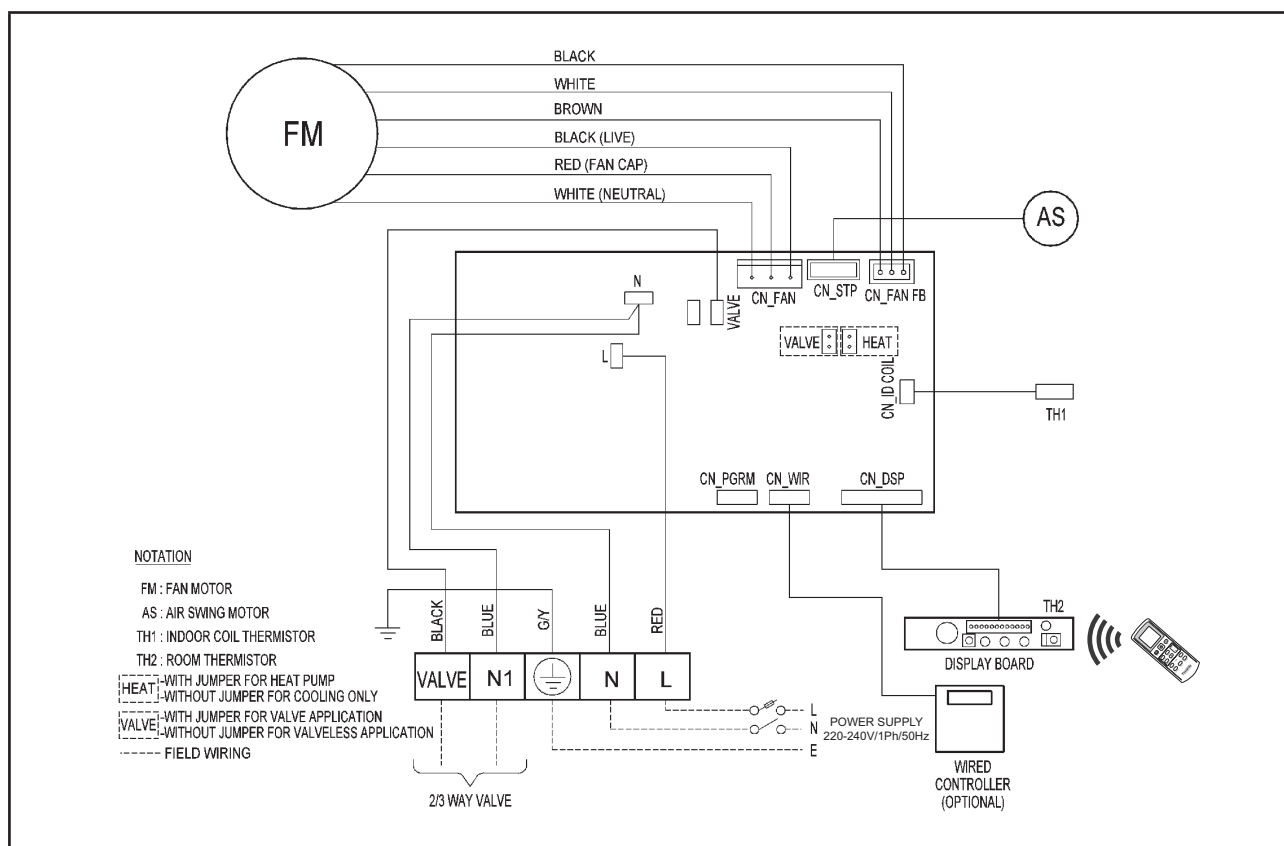 BLACK
WHITE
BROWN
BLACK (LIVE)
RED (FAN CAP)
WHITE (NEUTRAL)
FM
AS
N
VALVE
CN_FAN
CN_STP
CN_FAN FB
VALVE
HEAT
L
CN_ID COIL
TH1
CN_PGRM
CN_WIR
CN_DSP
NOTATION
FM : FAN MOTOR
AS : AIR SWING MOTOR
TH1 : INDOOR COIL THERMISTOR
TH2 : ROOM THERMISTOR
HEAT -WITH JUMPER FOR HEAT PUMP
-WITHOUT JUMPER FOR COOLING ONLY
VALVE -WITH JUMPER FOR VALVE APPLICATION
-WITHOUT JUMPER FOR VALVELESS APPLICATION
------ FIELD WIRING
BLACK
BLUE
G/Y
BLUE
RED
VALVE
N1
N
L
2/3 WAY VALVE
L
N
E
POWER SUPPLY
220-240V/1Ph/50Hz
TH2
DISPLAY BOARD
WIRED
CONTROLLER
(OPTIONAL)